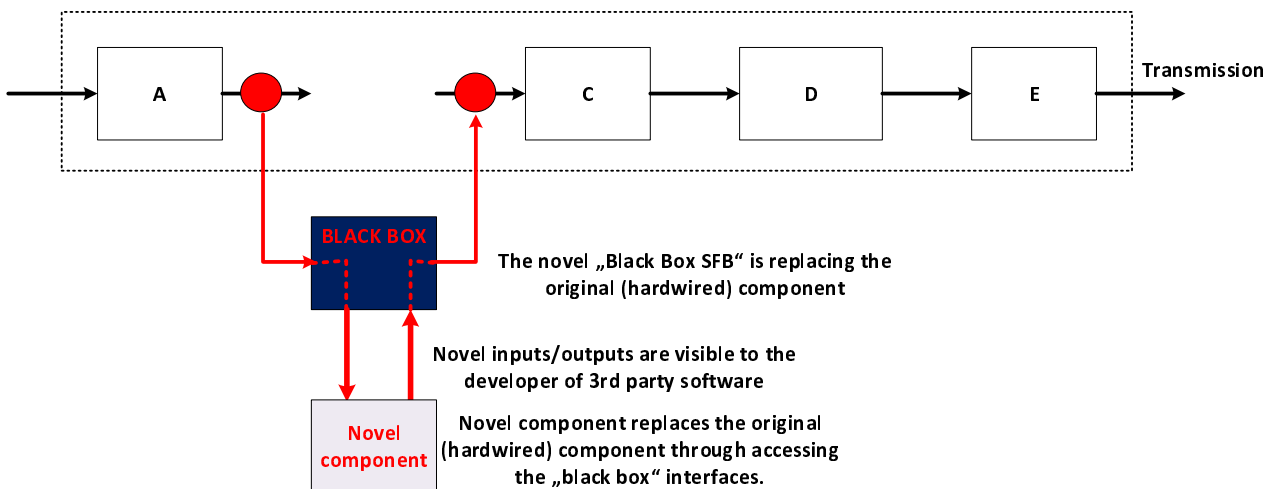 Transmission
A
C
D
E
BLACK BOX
The novel „Black Box SFB“ is replacing the
original (hardwired) component
Novel inputs/outputs are visible to the
developer of 3rd party software
Novel
component
Novel component replaces the original
(hardwired) component through accessing
the „black box“ interfaces.